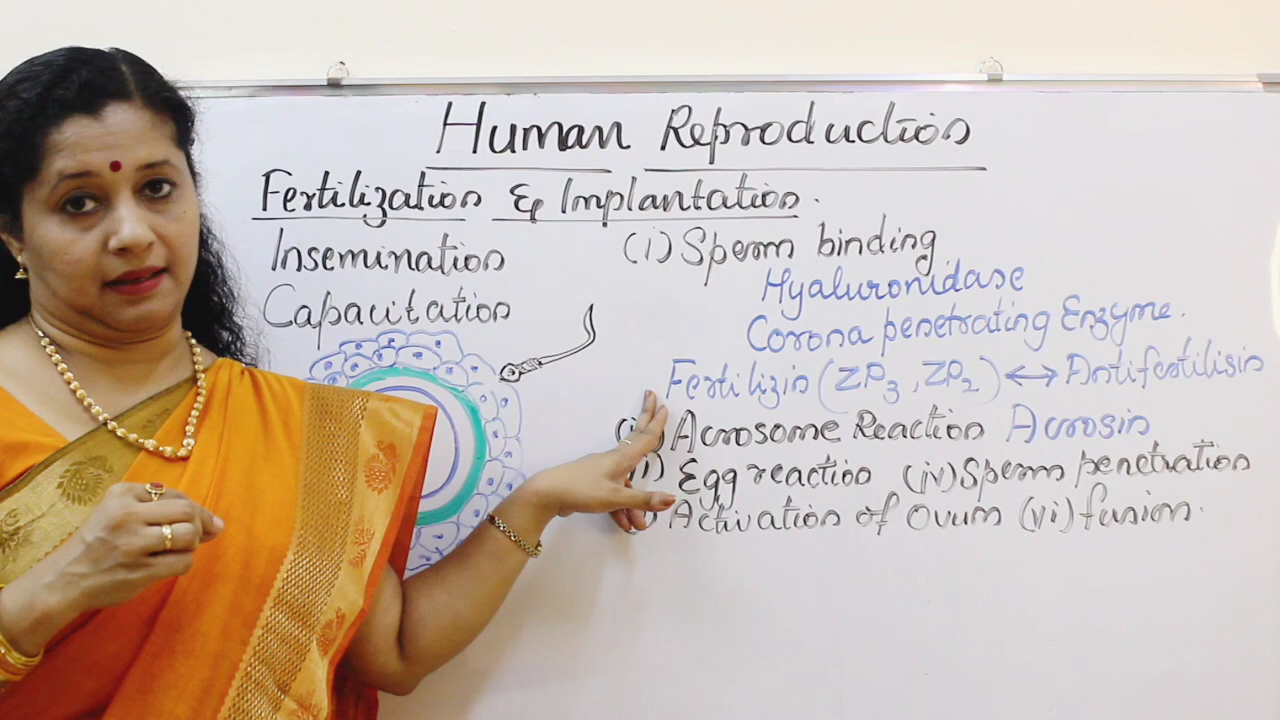 Human Reproduction
Fertilization & Implantation.
Insemination
Capacitation
(i) Sperm binding
Hyaluronidase
Corona penetrating Enzyme.
Fertilizin (ZP3, ZP2) ↔ Antifertilisin
Acrosome Reaction Acrosin
Egg reaction (iv) Sperm penetration
Activation of Ovum (vi) fusion.